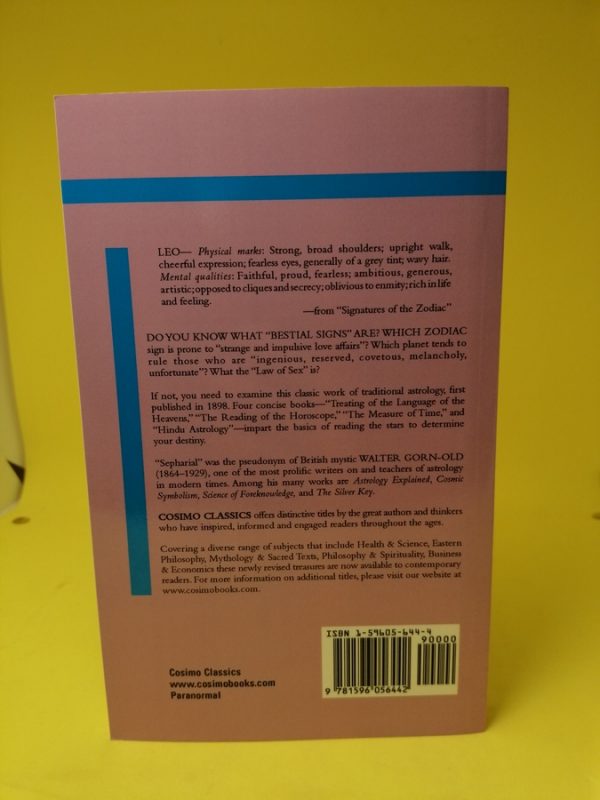 LEO— Physical marks: Strong, broad shoulders; upright walk,
cheerful expression; fearless eyes, generally of a grey tint; wavy hair.
Mental qualities: Faithful, proud, fearless; ambitious, generous,
artistic; opposed to cliques and secrecy; oblivious to enmity; rich in life
and feeling.
—from “Signatures of the Zodiac”
DO YOU KNOW WHAT “BESTIAL SIGNS” ARE? WHICH ZODIAC
sign is prone to “strange and impulsive love affairs”? Which planet tends to
rule those who are “ingenious, reserved, covetous, melancholy,
unfortunate”? What the “Law of Sex” is?
If not, you need to examine this classic work of traditional astrology, first
published in 1898. Four concise books—“Treating of the Language of the
Heavens,” “The Reading of the Horoscope,” “The Measure of Time,” and
“Hindu Astrology”—impart the basics of reading the stars to determine
your destiny.
“Sepharial” was the pseudonym of British mystic WALTER GORN-OLD
(1864–1929), one of the most prolific writers on and teachers of astrology
in modern times. Among his many works are Astrology Explained, Cosmic
Symbolism, Science of Foreknowledge, and The Silver Key.
COSIMO CLASSICS offers distinctive titles by the great authors and thinkers
who have inspired, informed and engaged readers throughout the ages.
Covering a diverse range of subjects that include Health & Science, Eastern
Philosophy, Mythology & Sacred Texts, Philosophy & Spirituality, Business
& Economics these newly revised treasures are now available to contemporary
readers. For more information on additional titles, please visit our website at
www.cosimobooks.com.
ISBN 1-59605-644-4
90000
9 781596 056442
Cosimo Classics
www.cosimobooks.com
Paranormal